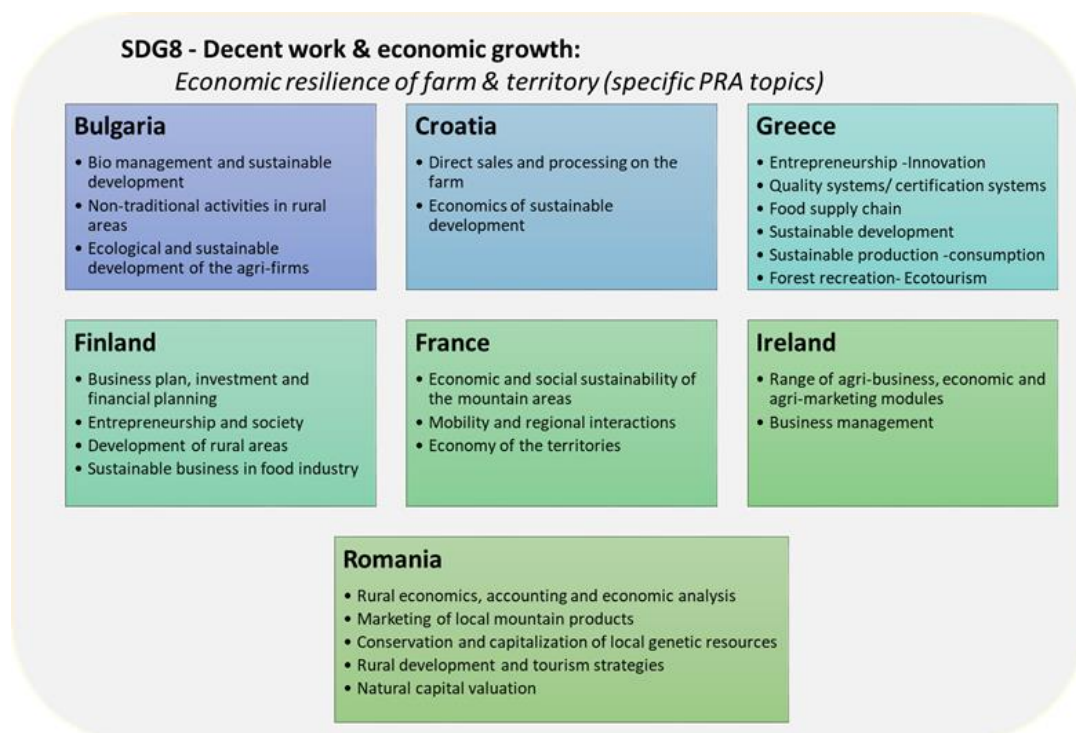 SDG8 - Decent work & economic growth:
Economic resilience of farm & territory (specific PRA topics)
Bulgaria
• Bio management and sustainable
development
• Non-traditional activities in rural
areas
• Ecological and sustainable
development of the agri-firms
Croatia
• Direct sales and processing on the
farm
• Economics of sustainable
development
Greece
• Entrepreneurship -Innovation
• Quality systems/ certification systems
• Food supply chain
• Sustainable development
• Sustainable production -consumption
• Forest recreation- Ecotourism
Finland
• Business plan, investment and
financial planning
• Entrepreneurship and society
• Development of rural areas
• Sustainable business in food industry
France
• Economic and social sustainability of
the mountain areas
• Mobility and regional interactions
• Economy of the territories
Ireland
• Range of agri-business, economic and
agri-marketing modules
• Business management
Romania
• Rural economics, accounting and economic analysis
• Marketing of local mountain products
• Conservation and capitalization of local genetic resources
• Rural development and tourism strategies
• Natural capital valuation